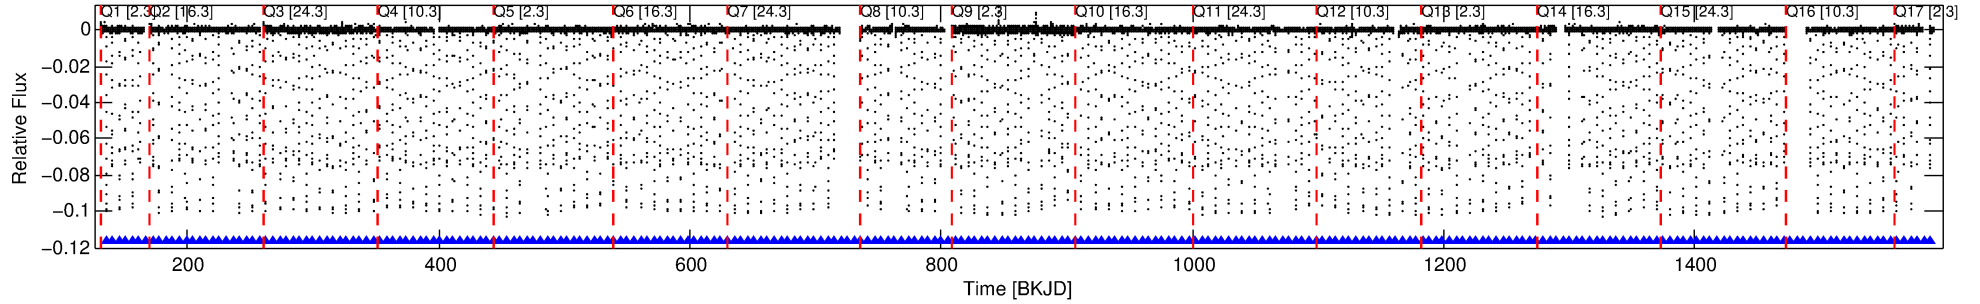 Q1 [2.3] Q2 [16.3] Q3 [24.3] Q4 [10.3] Q5 [2.3] Q6 [16.3] Q7 [24.3] Q8 [10.3] Q9 [2.3] Q10 [16.3] Q11 [24.3] Q12 [10.3] Q13 [2.3] Q14 [16.3] Q15 [24.3] Q16 [10.3] Q17 [2.3]
0
−0.02
−0.04
−0.06
−0.08
−0.1
−0.12
Relative Flux
200 400 600 800 1000 1200 1400
Time [BKJD]